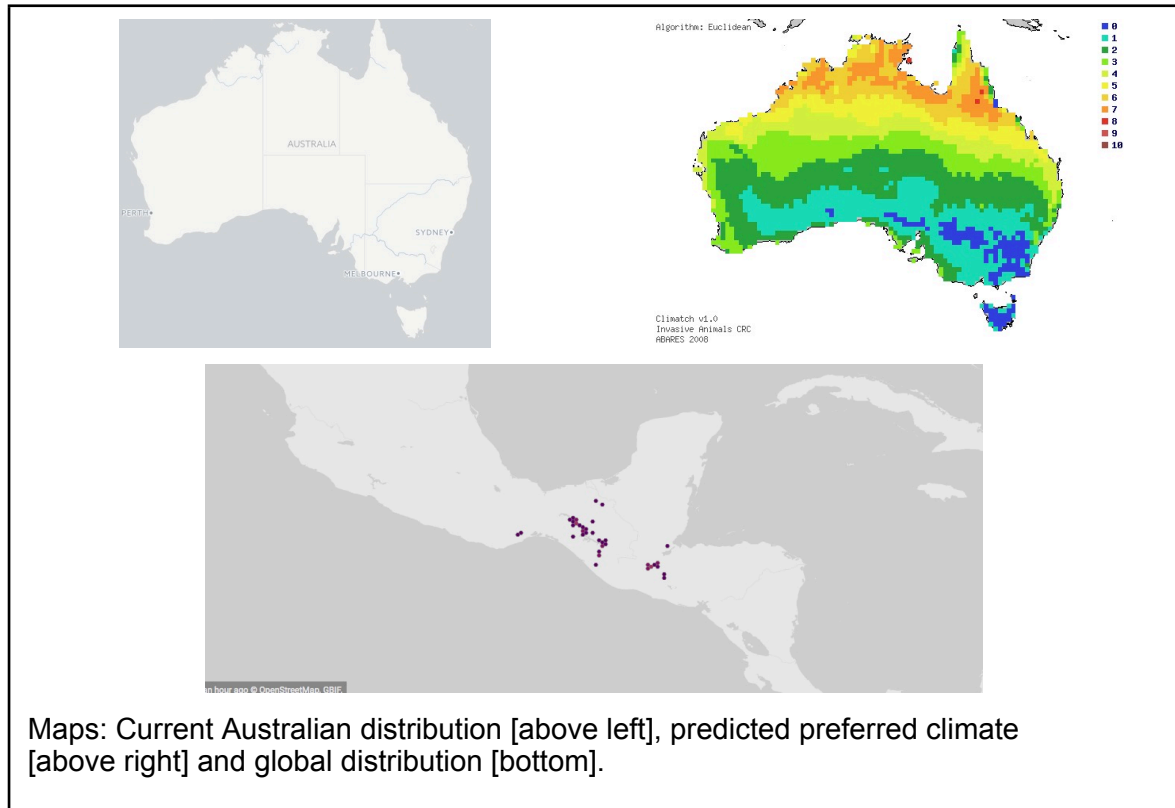 AUSTRALIA
PERTH
SYDNEY
MELBOURNE
Algorithm: Euclidean
0
1
2
3
4
5
6
7
8
9
10
Climatch v1.0
Invasive Animals CRC
ABARES 2008
an hour ago © OpenStreetMap, GBIF,
Maps: Current Australian distribution [above left], predicted preferred climate
[above right] and global distribution [bottom].